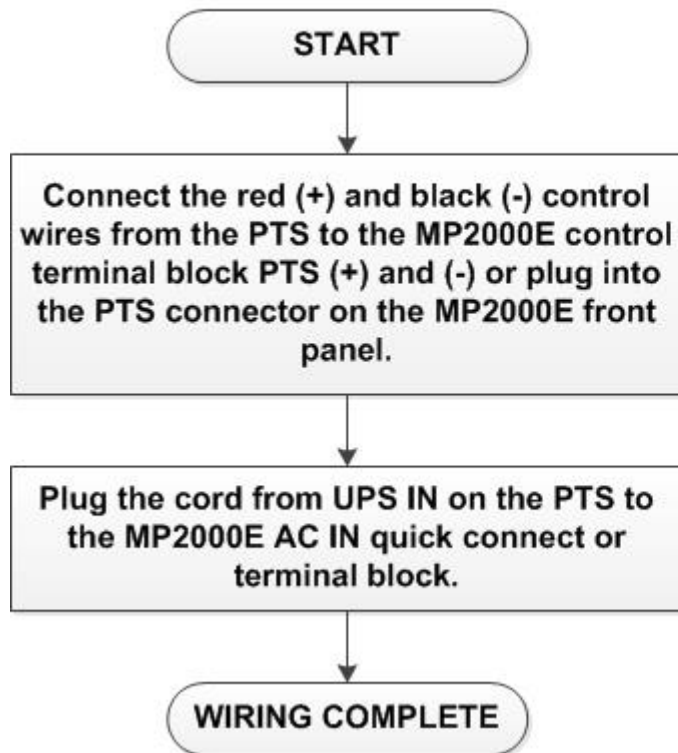 START
Connect the red (+) and black (-) control
wires from the PTS to the MP2000E control
terminal block PTS (+) and (-) or plug into
the PTS connector on the MP2000E front
panel.
Plug the cord from UPS IN on the PTS to
the MP2000E AC IN quick connect or
terminal block.
WIRING COMPLETE